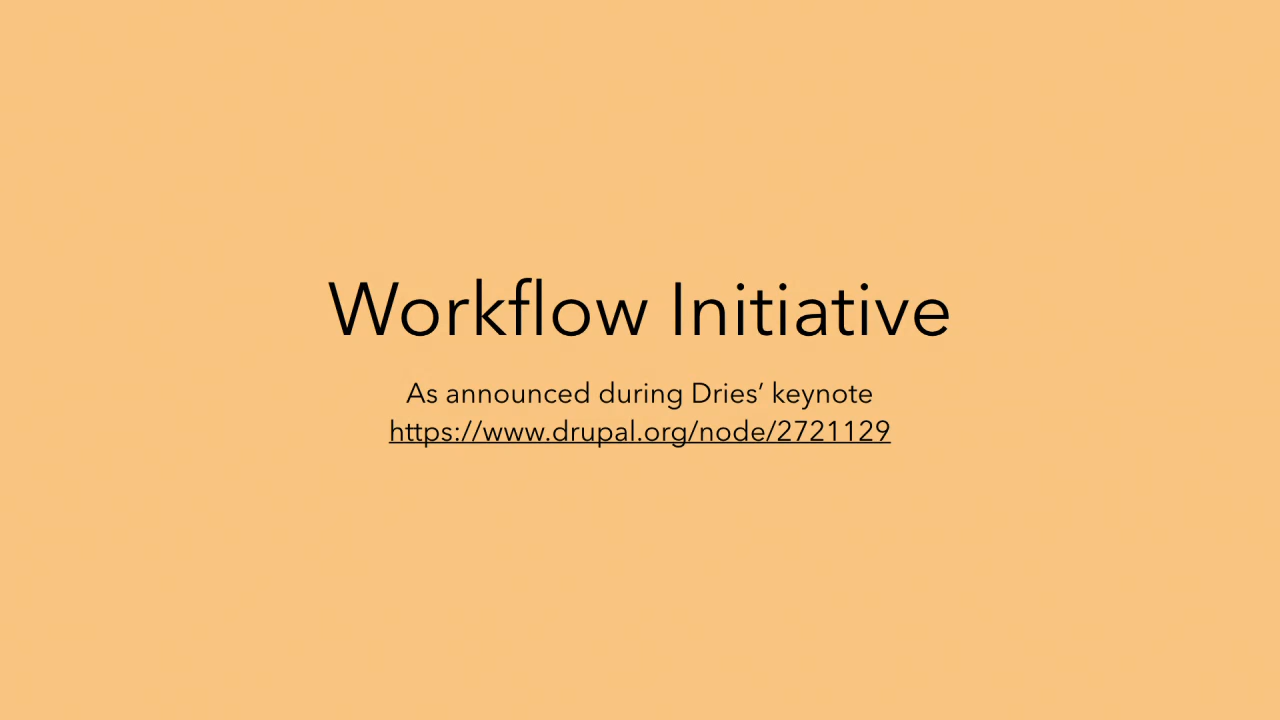 Workflow Initiative
As announced during Dries’ keynote
https://www.drupal.org/node/2721129